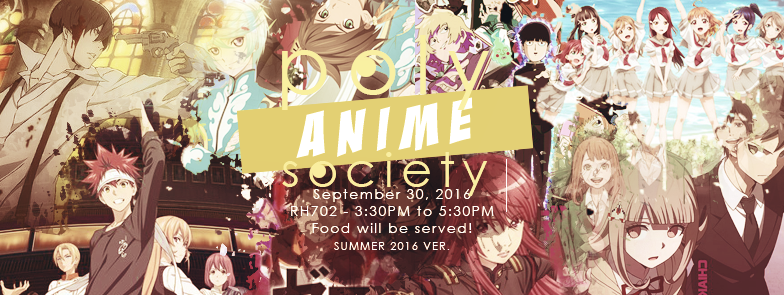 poly
ANIME
society
September 30, 2016
RH702 - 3:30PM to 5:30PM
Food will be served!
SUMMER 2016 VER.